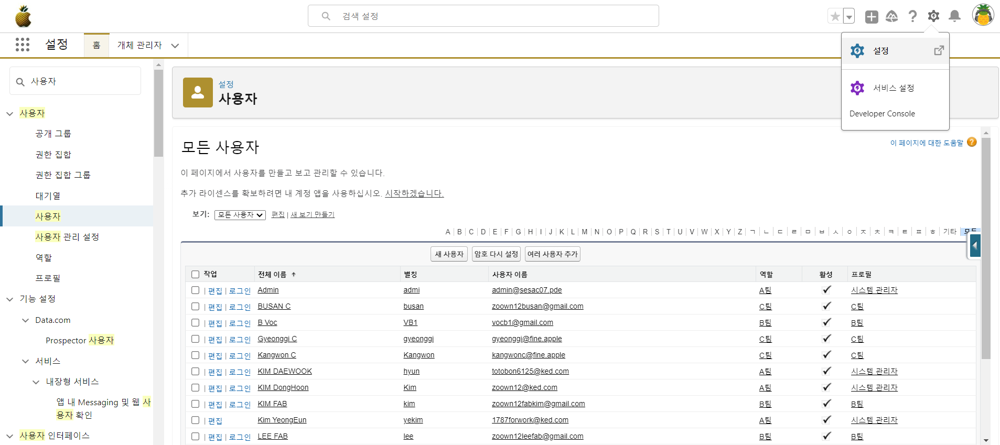 검색 설정
설정
홈
개체 관리자
설정
서비스 설정
Developer Console
사용자
사용자
공개 그룹
권한 집합
권한 집합 그룹
대기열
사용자
사용자 관리 설정
역할
프로필
기능 설정
Data.com
Prospector 사용자
서비스
내장형 서비스
앱 내 Messaging 및 웹 사
용자 확인
사용자 인터페이스
설정
사용자
모든 사용자
이 페이지에 대한 도움말
이 페이지에서 사용자를 만들고 보고 관리할 수 있습니다.
추가 라이센스를 확보하려면 내 계정 앱을 사용하십시오. 시작하겠습니다.
보기: 모든 사용자 편집 | 새 보기 만들기
A | B | C | D | E | F | G | H | I | J | K | L | M | N | O | P | Q | R | S | T | U | V | W | X | Y | Z | ㄱ | ㄴ | ㄷ | ㄹ | ㅁ | ㅂ | ㅅ | ㅇ | ㅈ | ㅊ | ㅋ | ㅌ | ㅍ | ㅎ | 기타 | 모든
새 사용자 암호 다시 설정 여러 사용자 추가
작업 전체 이름 ↑ 별칭 사용자 이름 역할 활성 프로필
| 편집 | 로그인 Admin admi admin@sesac07.pde A팀 시스템 관리자
| 편집 | 로그인 BUSAN C busan zoown12busan@gmail.com C팀 C팀
| 편집 | 로그인 B Voc VB1 vocb1@gmail.com B팀 B팀
| 편집 | 로그인 Gyeonggi C gyeonggi gyeonggi@fine.apple C팀 C팀
| 편집 | 로그인 Kangwon C Kangwon kangwonc@fine.apple C팀 C팀
| 편집 | 로그인 KIM DAEWOOK hyun totobon6125@ked.com A팀 시스템 관리자
| 편집 | 로그인 KIM DongHoon Kim zoown12@ked.com A팀 시스템 관리자
| 편집 | 로그인 KIM FAB kim zoown12fabkim@gmail.com B팀 B팀
| 편집 Kim YeongEun yekim 1787forwork@ked.com A팀 시스템 관리자
| 편집 | 로그인 LEE FAB lee zoown12leefab@gmail.com B팀 B팀